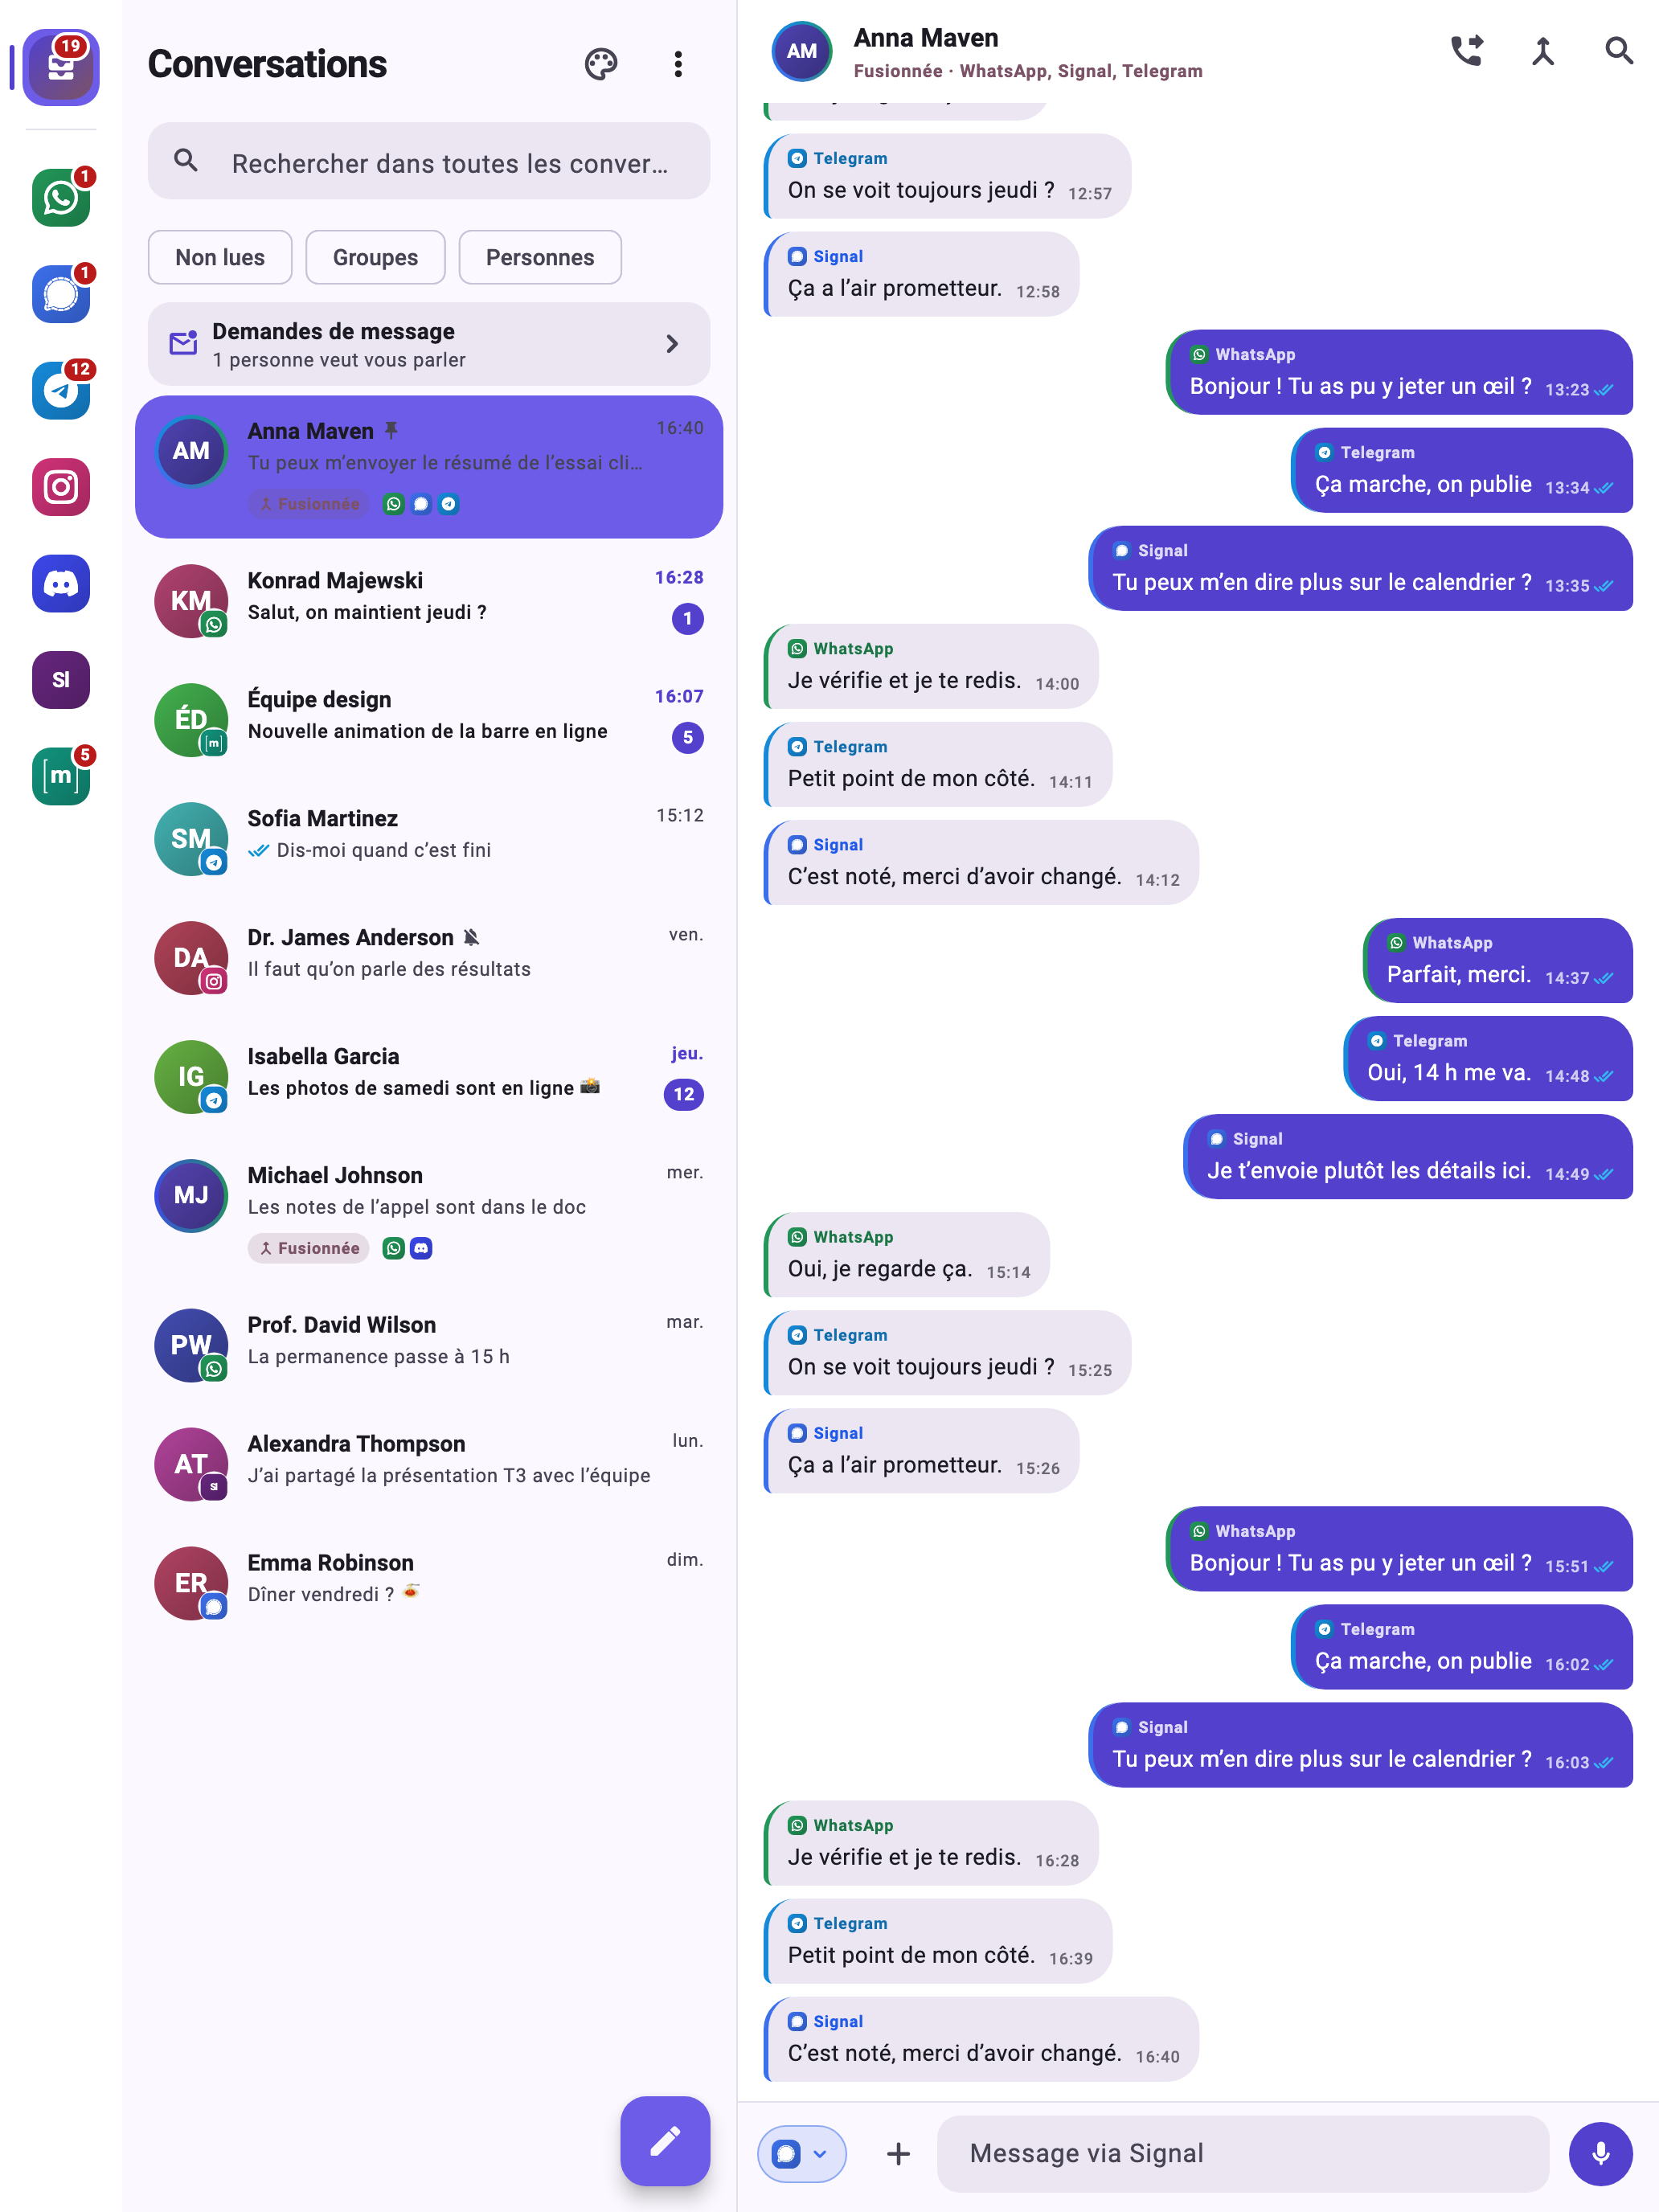 19
1
1
12
Sl
[m]
5
Conversations
Rechercher dans toutes les conver…
Non lues
Groupes
Personnes
Demandes de message
1 personne veut vous parler
AM
Anna Maven
16:40
Tu peux m’envoyer le résumé de l’essai cli…
Fusionnée
KM
Konrad Majewski
16:28
Salut, on maintient jeudi ?
1
ÉD
[m]
Équipe design
16:07
Nouvelle animation de la barre en ligne
5
SM
Sofia Martinez
15:12
Dis-moi quand c’est fini
DA
Dr. James Anderson
ven.
Il faut qu’on parle des résultats
IG
Isabella Garcia
jeu.
Les photos de samedi sont en ligne 📸
12
MJ
Michael Johnson
mer.
Les notes de l’appel sont dans le doc
Fusionnée
PW
Prof. David Wilson
mar.
La permanence passe à 15 h
AT
Sl
Alexandra Thompson
lun.
J’ai partagé la présentation T3 avec l’équipe
ER
Emma Robinson
dim.
Dîner vendredi ? 🍝
AM
Anna Maven
Fusionnée · WhatsApp, Signal, Telegram
Telegram
On se voit toujours jeudi ? 12:57
Signal
Ça a l’air prometteur. 12:58
WhatsApp
Bonjour ! Tu as pu y jeter un œil ? 13:23
Telegram
Ça marche, on publie 13:34
Signal
Tu peux m’en dire plus sur le calendrier ? 13:35
WhatsApp
Je vérifie et je te redis. 14:00
Telegram
Petit point de mon côté. 14:11
Signal
C’est noté, merci d’avoir changé. 14:12
WhatsApp
Parfait, merci. 14:37
Telegram
Oui, 14 h me va. 14:48
Signal
Je t’envoie plutôt les détails ici. 14:49
WhatsApp
Oui, je regarde ça. 15:14
Telegram
On se voit toujours jeudi ? 15:25
Signal
Ça a l’air prometteur. 15:26
WhatsApp
Bonjour ! Tu as pu y jeter un œil ? 15:51
Telegram
Ça marche, on publie 16:02
Signal
Tu peux m’en dire plus sur le calendrier ? 16:03
WhatsApp
Je vérifie et je te redis. 16:28
Telegram
Petit point de mon côté. 16:39
Signal
C’est noté, merci d’avoir changé. 16:40
Message via Signal